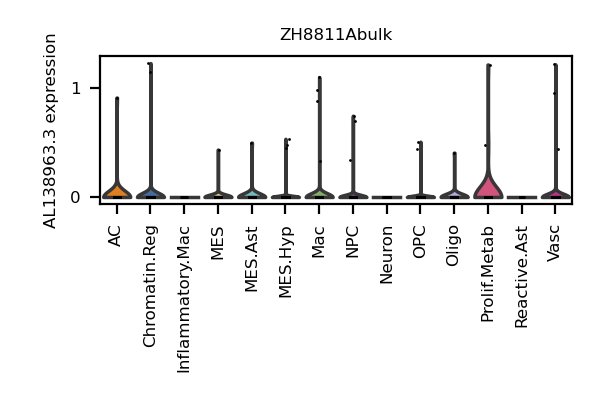 ZH8811Abulk
AL138963.3 expression
1
0
AC
Chromatin.Reg
Inflammatory.Mac
MES
MES.Ast
MES.Hyp
Mac
NPC
Neuron
OPC
Oligo
Prolif.Metab
Reactive.Ast
Vasc